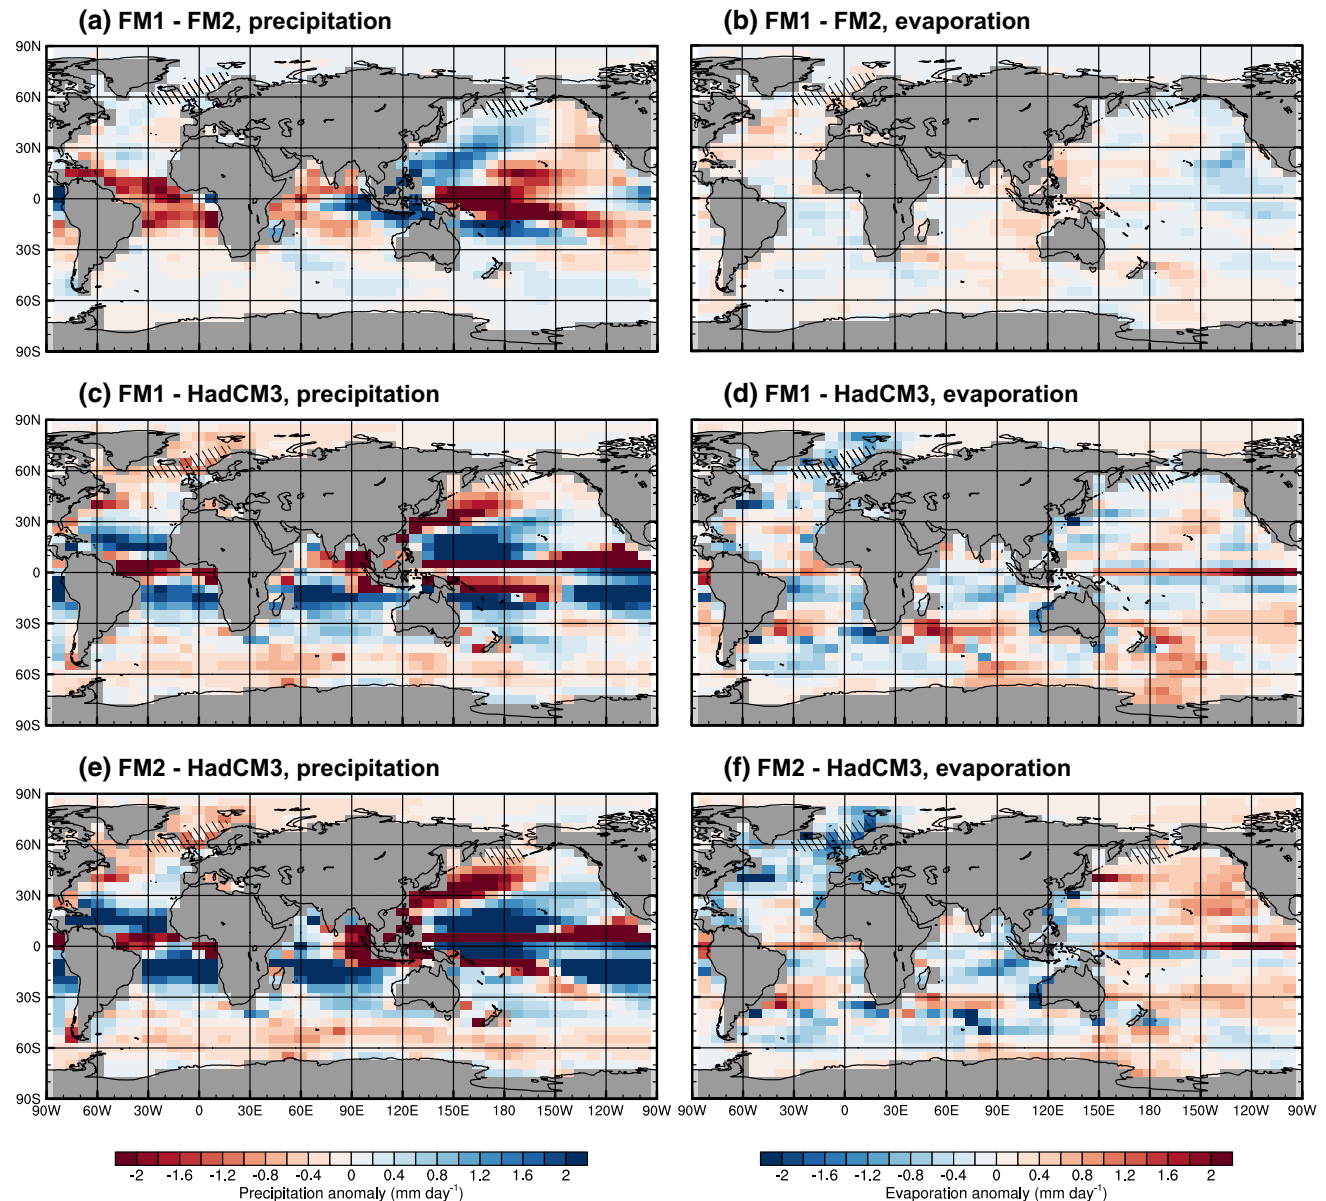 (a) FM1 - FM2, precipitation
(b) FM1 - FM2, evaporation
90N
60N
30N
0
30S
60S
90S
(c) FM1 - HadCM3, precipitation
(d) FM1 - HadCM3, evaporation
90N
60N
30N
0
30S
60S
90S
(e) FM2 - HadCM3, precipitation
(f) FM2 - HadCM3, evaporation
90N
60N
30N
0
30S
60S
90S
90W 60W 30W 0 30E 60E 90E 120E 150E 180 150W 120W 90W
90W 60W 30W 0 30E 60E 90E 120E 150E 180 150W 120W 90W
-2 -1.6 -1.2 -0.8 -0.4 0 0.4 0.8 1.2 1.6 2
Precipitation anomaly (mm day⁻¹)
-2 -1.6 -1.2 -0.8 -0.4 0 0.4 0.8 1.2 1.6 2
Evaporation anomaly (mm day⁻¹)